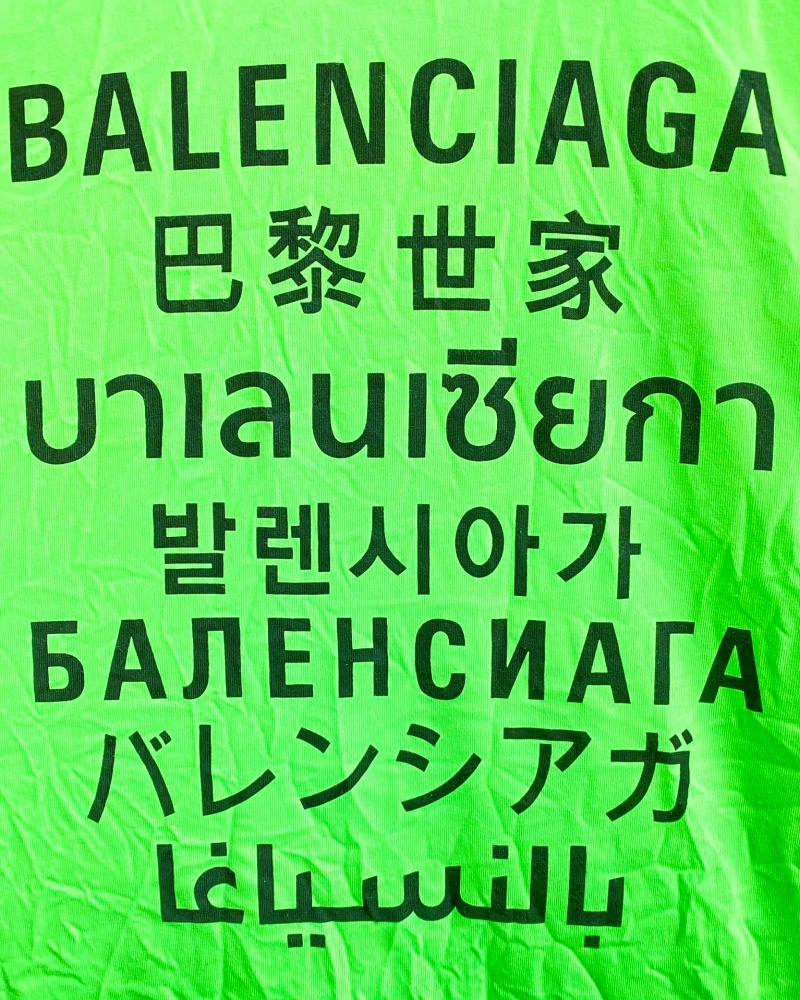 BALENCIAGA
巴黎世家
บาเลนเซียกา
발렌시아가
БАЛЕНСИАГА
バレンシアガ
بالنسياغا